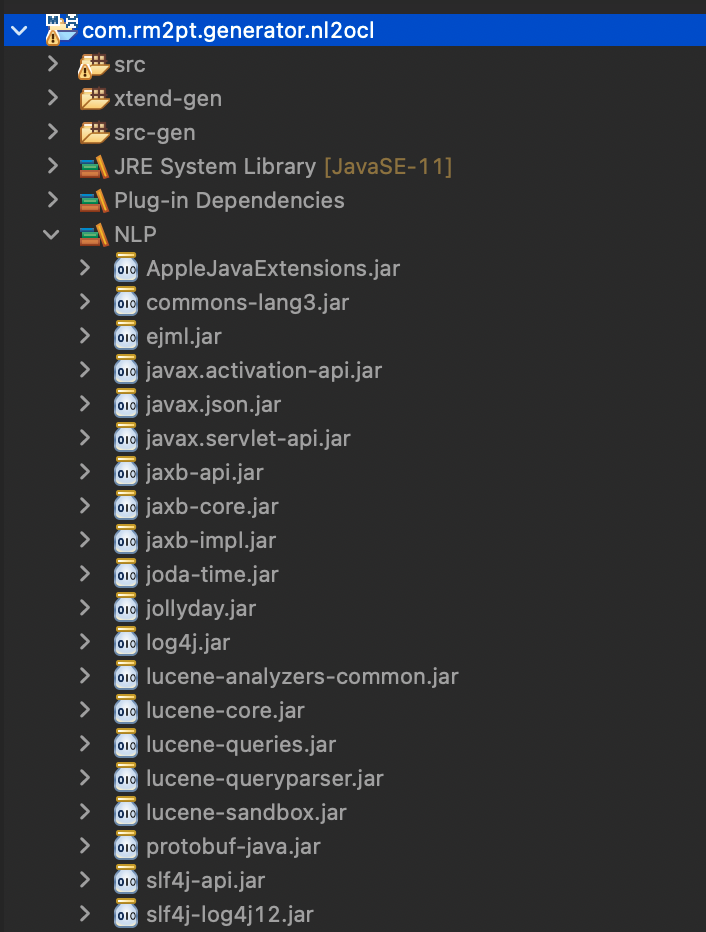 com.rm2pt.generator.nl2ocl
src
xtend-gen
src-gen
JRE System Library [JavaSE-11]
Plug-in Dependencies
NLP
AppleJavaExtensions.jar
commons-lang3.jar
ejml.jar
javax.activation-api.jar
javax.json.jar
javax.servlet-api.jar
jaxb-api.jar
jaxb-core.jar
jaxb-impl.jar
joda-time.jar
jollyday.jar
log4j.jar
lucene-analyzers-common.jar
lucene-core.jar
lucene-queries.jar
lucene-queryparser.jar
lucene-sandbox.jar
protobuf-java.jar
slf4j-api.jar
slf4j-log4j12.jar